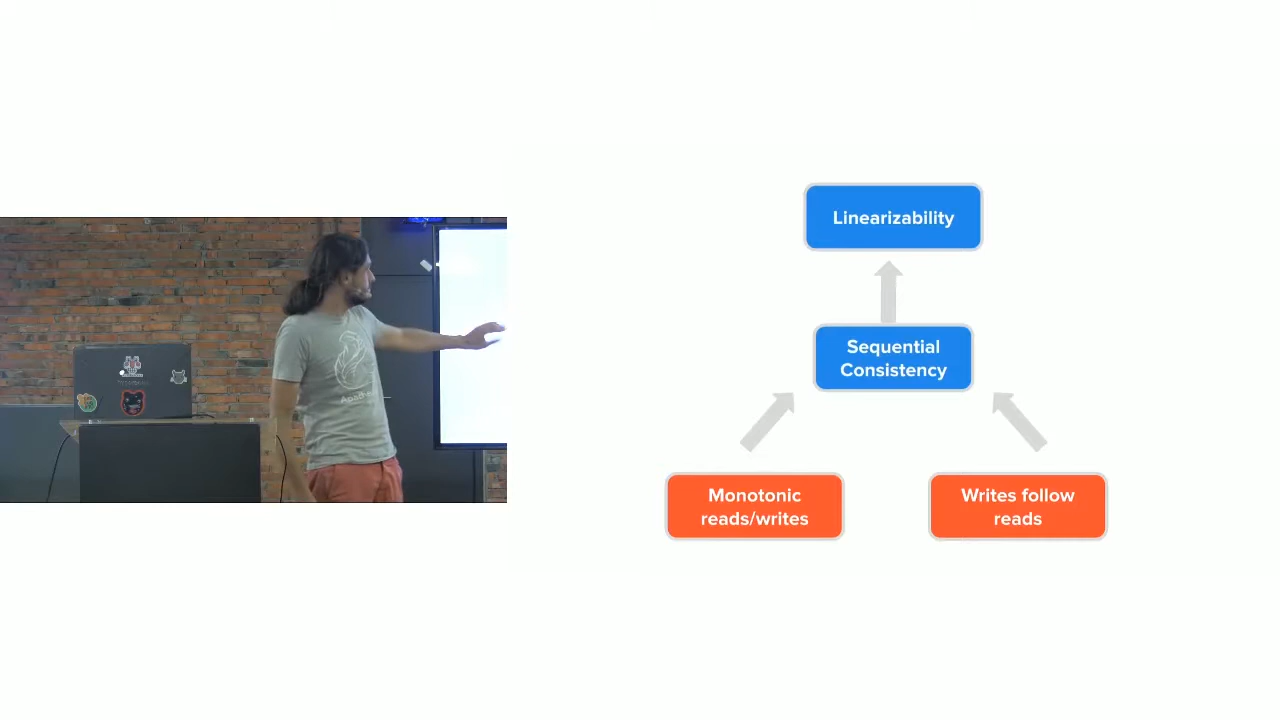 Linearizability
Sequential
Consistency
Monotonic
reads/writes
Writes follow
reads